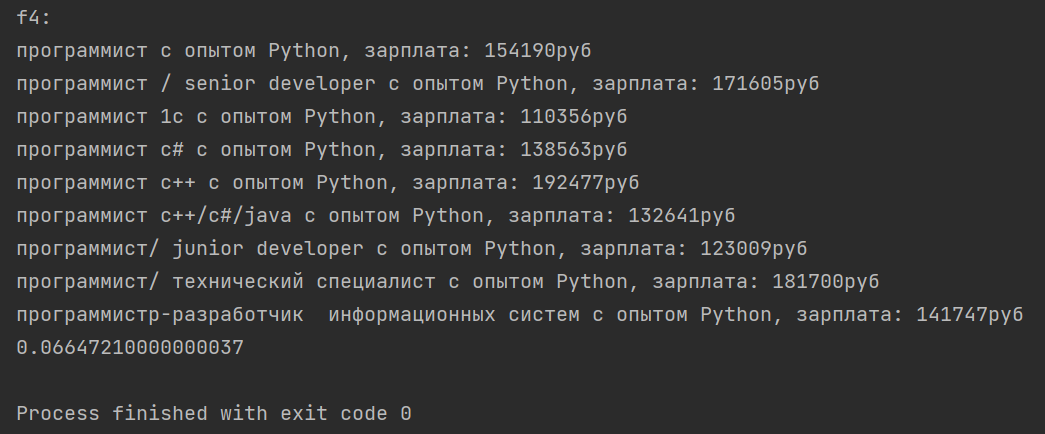 f4:
программист с опытом Python, зарплата: 154190руб
программист / senior developer с опытом Python, зарплата: 171605руб
программист 1с с опытом Python, зарплата: 110356руб
программист c# с опытом Python, зарплата: 138563руб
программист c++ с опытом Python, зарплата: 192477руб
программист c++/c#/java с опытом Python, зарплата: 132641руб
программист/ junior developer с опытом Python, зарплата: 123009руб
программист/ технический специалист с опытом Python, зарплата: 181700руб
программистр-разработчик  информационных систем с опытом Python, зарплата: 141747руб
0.06647210000000037
Process finished with exit code 0